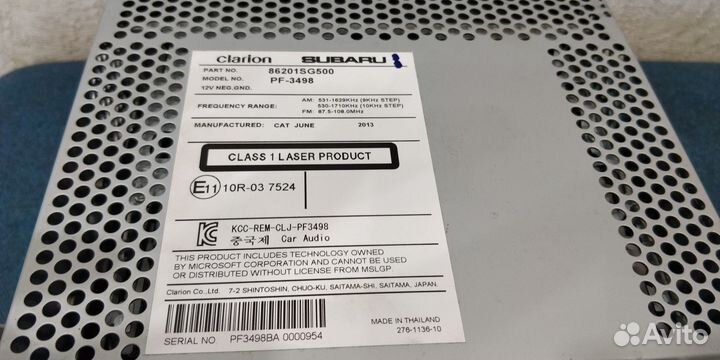 clarion SUBARU
PART NO. 86201SG500
MODEL NO. PF-3498
12V NEG.GND.
FREQUENCY RANGE: AM: 531-1629KHz (9KHz STEP)
530-1710KHz (10KHz STEP)
FM: 87.5-108.0MHz
MANUFACTURED: CAT JUNE 2013
CLASS 1 LASER PRODUCT
E11 10R-03 7524
KCC-REM-CLJ-PF3498
중국제 Car Audio
THIS PRODUCT INCLUDES TECHNOLOGY OWNED
BY MICROSOFT CORPORATION AND CANNOT BE USED
OR DISTRIBUTED WITHOUT LICENSE FROM MSLGP.
Clarion Co., Ltd. 7-2 SHINTOSHIN, CHUO-KU, SAITAMA-SHI, SAITAMA, JAPAN.
SERIAL NO. PF3498BA 0000954
MADE IN THAILAND
276-1136-10
Avito